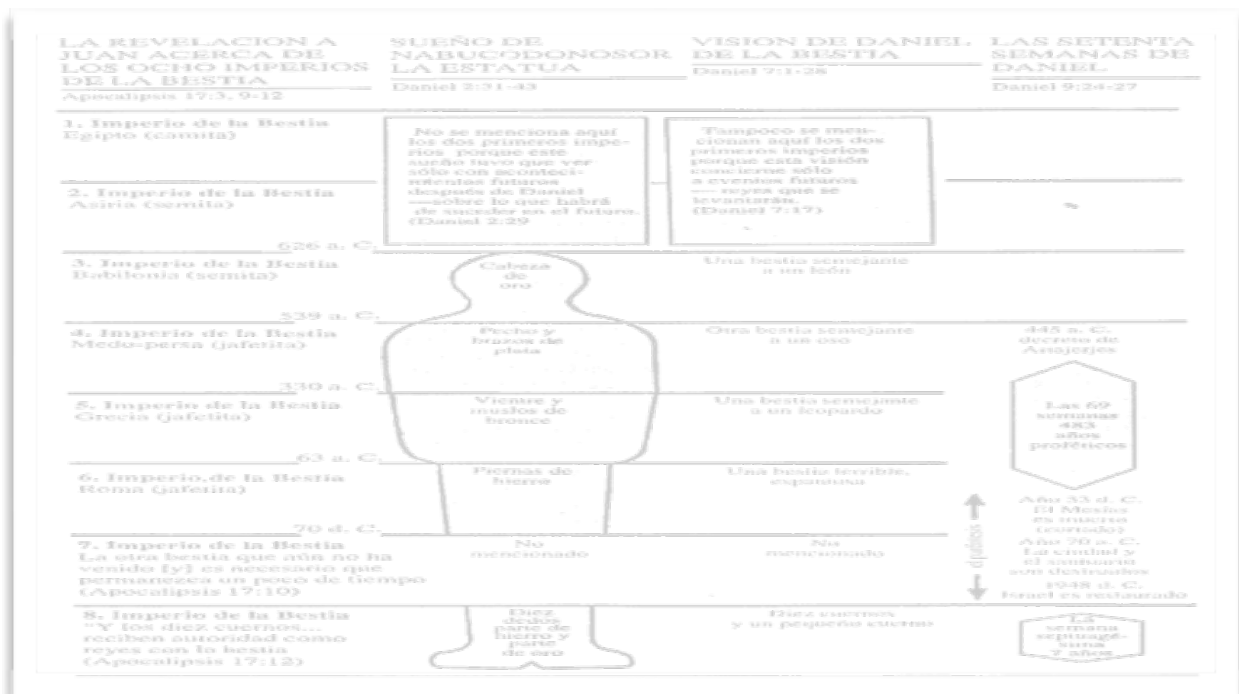 LA REVELACION A
JUAN ACERCA DE
LOS OCHO IMPERIOS
DE LA BESTIA
Apocalipsis 17:3, 9-12
SUEÑO DE
NABUCODONOSOR
LA ESTATUA
Daniel 2:31-43
VISION DE DANIEL
DE LA BESTIA
Daniel 7:1-28
LAS SETENTA
SEMANAS DE
DANIEL
Daniel 9:24-27
1. Imperio de la Bestia
Egipto (camita)
No se menciona aquí
los dos primeros impe-
rios porque este
sueño tuvo que ver
sólo con aconteci-
mientos futuros
después de Daniel
—sobre lo que habrá
de suceder en el futuro.
(Daniel 2:29
Tampoco se men-
cionan aquí los dos
primeros imperios
porque esta visión
concierne sólo
a eventos futuros
— reyes que se
levantarán.
(Daniel 7:17)
2. Imperio de la Bestia
Asiria (semita)
626 a. C.
3. Imperio de la Bestia
Babilonia (semita)
Cabeza
de
oro
Una bestia semejante
a un león
539 a. C.
4. Imperio de la Bestia
Medo-persa (jafetita)
Pecho y
brazos de
plata
Otra bestia semejante
a un oso
445 a. C.
decreto de
Artajerjes
330 a. C.
5. Imperio de la Bestia
Grecia (jafetita)
Vientre y
muslos de
bronce
Una bestia semejante
a un leopardo
Las 69
semanas
483
años
proféticos
63 a. C.
6. Imperio de la Bestia
Roma (jafetita)
Piernas de
hierro
Una bestia terrible,
espantosa
70 d. C.
Año 33 d. C.
El Mesías
es muerto
(cortado)
Año 70 a. C.
La ciudad y
el santuario
son destruidos
1948 d. C.
Israel es restaurado
7. Imperio de la Bestia
La otra bestia que aún no ha
venido [y] es necesario que
permanezca un poco de tiempo
(Apocalipsis 17:10)
No
mencionado
No
mencionado
8. Imperio de la Bestia
"Y los diez cuernos...
reciben autoridad como
reyes con la bestia
(Apocalipsis 17:12)
Diez
dedos
parte de
hierro y
parte
de oro
Diez cuernos
y un pequeño cuerno
La
semana
septuagé-
sima
7 años